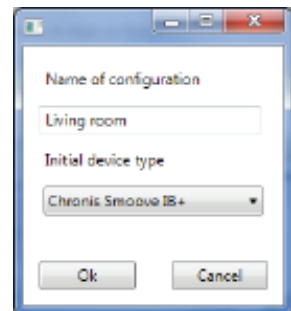 Name of configuration
Living room
Initial device type
Chronis Smoove IB+
Ok
Cancel